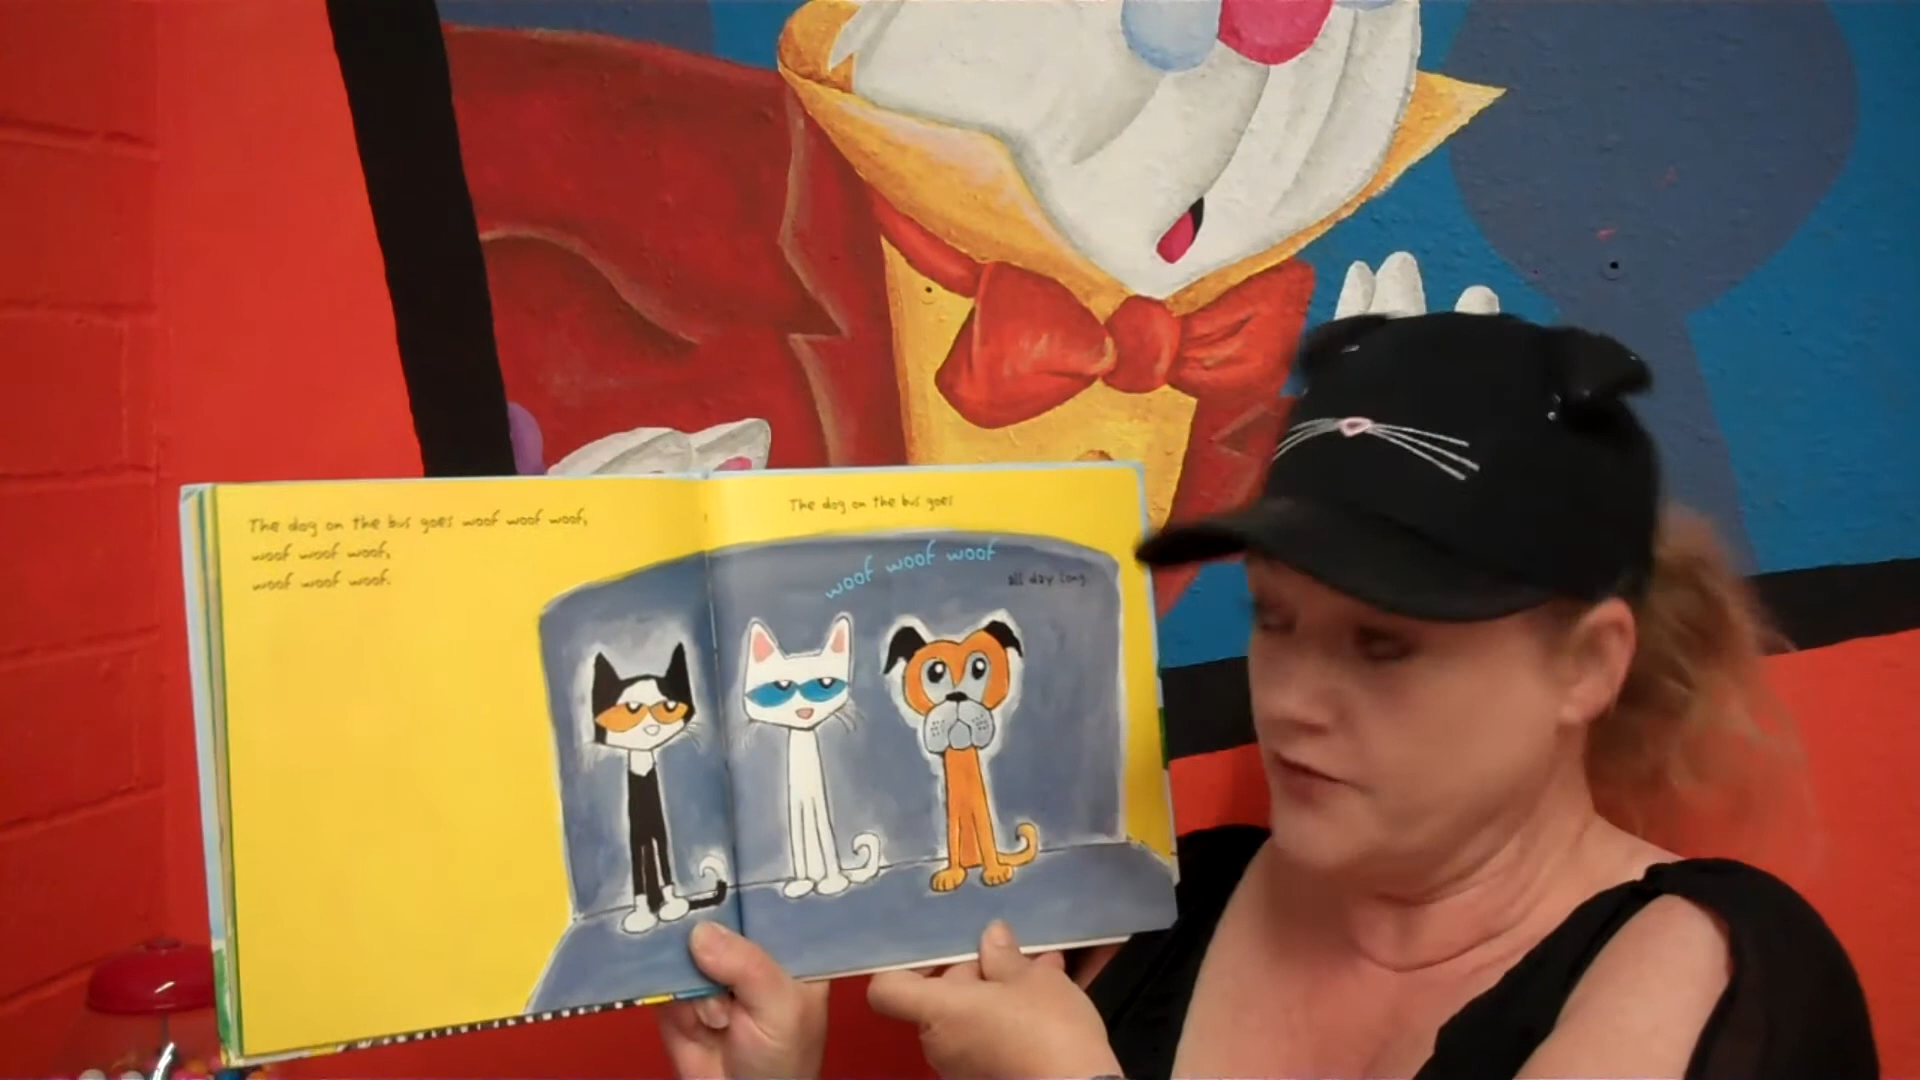 The dog on the bus goes woof woof woof,
woof woof woof,
woof woof woof.
The dog on the bus goes
woof woof woof
all day long.